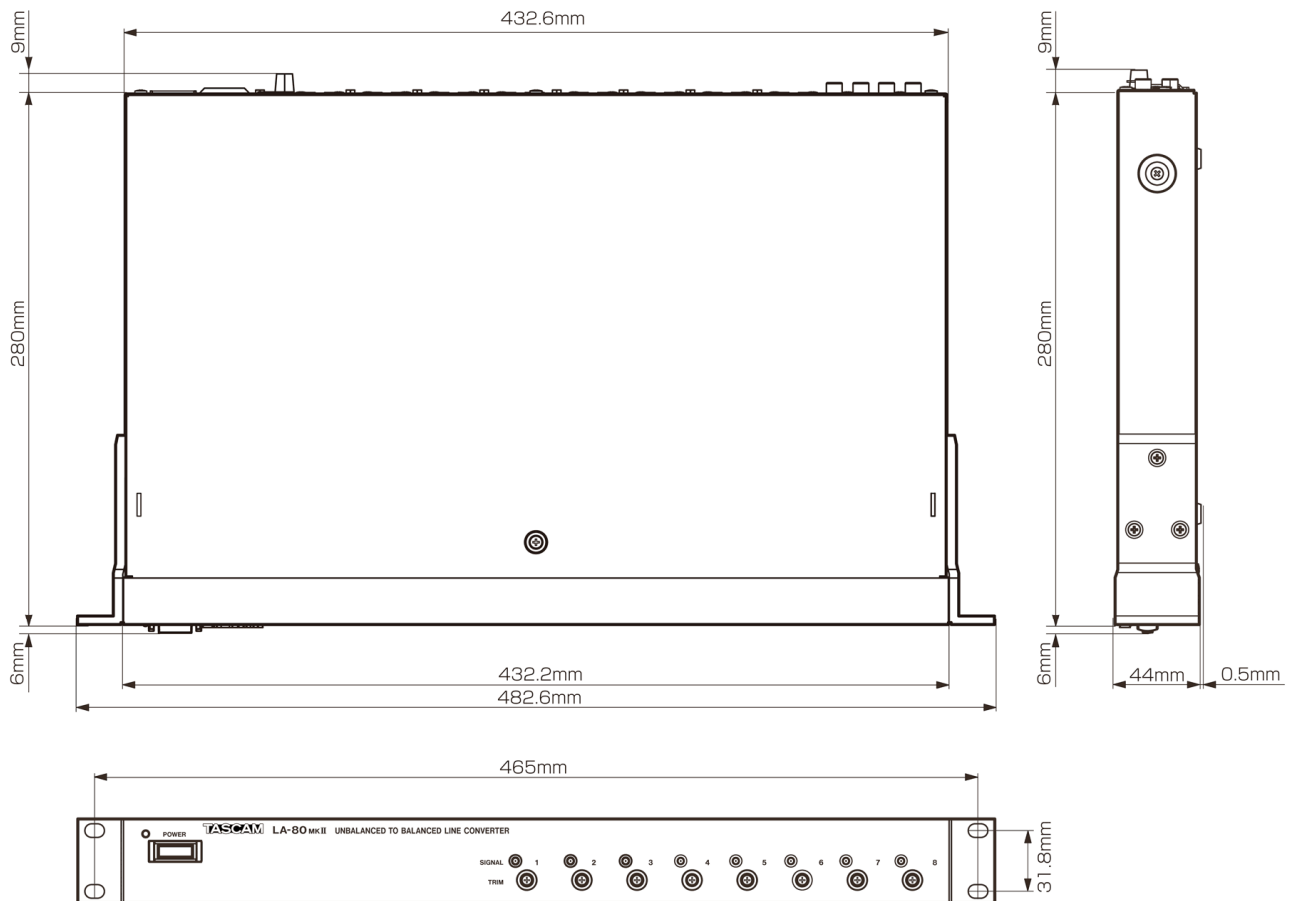 432.6mm
9mm
9mm
280mm
280mm
6mm
6mm
432.2mm
482.6mm
44mm
0.5mm
465mm
POWER
TASCAM LA-80 MKII UNBALANCED TO BALANCED LINE CONVERTER
SIGNAL 1 2 3 4 5 6 7 8
TRIM
31.8mm